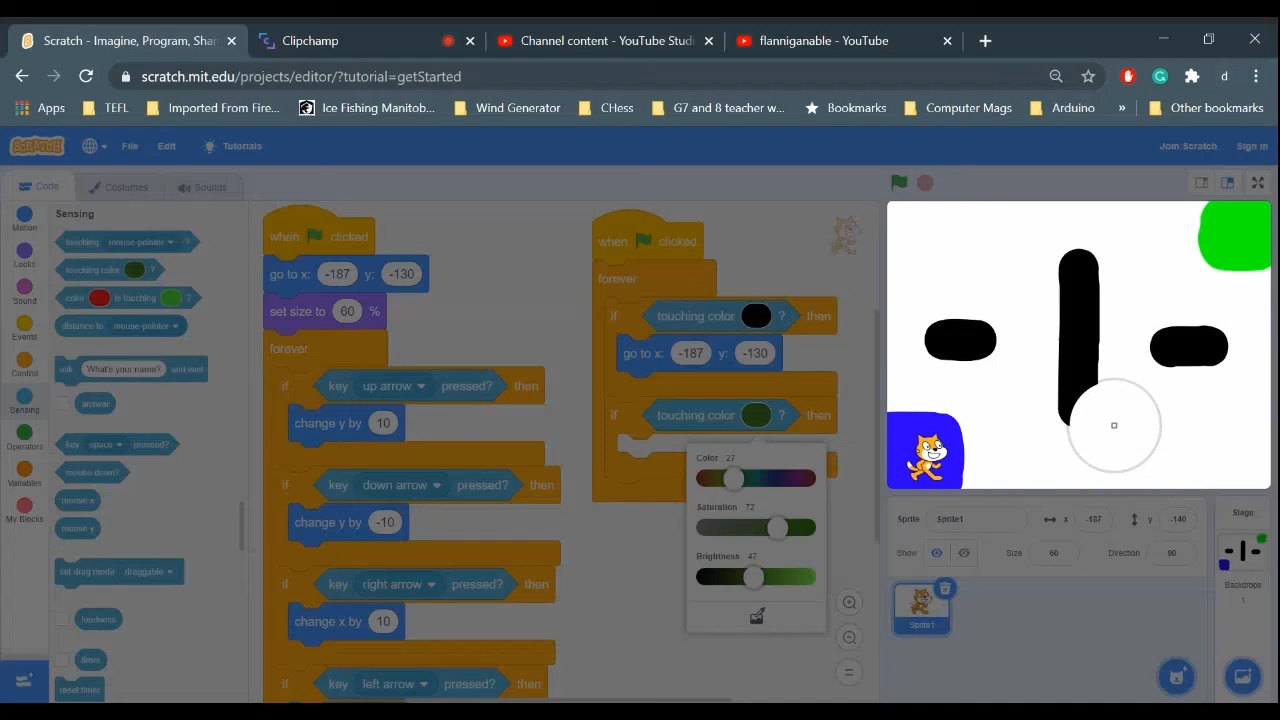 Scratch - Imagine, Program, Shar
Clipchamp
Channel content - YouTube Studi
flanniganable - YouTube
scratch.mit.edu/projects/editor/?tutorial=getStarted
d
Apps
TEFL
Imported From Fire...
Ice Fishing Manitob...
Wind Generator
CHess
G7 and 8 teacher w...
Bookmarks
Computer Mags
Arduino
»
Other bookmarks
SCRATCH
File
Edit
Tutorials
Join Scratch
Sign in
Code
Costumes
Sounds
Motion
Looks
Sound
Events
Control
Sensing
Operators
Variables
My Blocks
Sensing
touching mouse-pointer ?
touching color ?
color is touching ?
distance to mouse-pointer
ask What's your name? and wait
answer
key space pressed?
mouse down?
mouse x
mouse y
set drag mode draggable
loudness
timer
reset timer
when clicked
go to x: -187 y: -130
set size to 60 %
forever
if key up arrow pressed? then
change y by 10
if key down arrow pressed? then
change y by -10
if key right arrow pressed? then
change x by 10
if key left arrow pressed? then
when clicked
forever
if touching color ? then
go to x: -187 y: -130
if touching color ? then
Color 27
Saturation 72
Brightness 47
Sprite Sprite1 x -187 y -140
Show Size 60 Direction 90
Sprite1
Stage
Backdrops
1